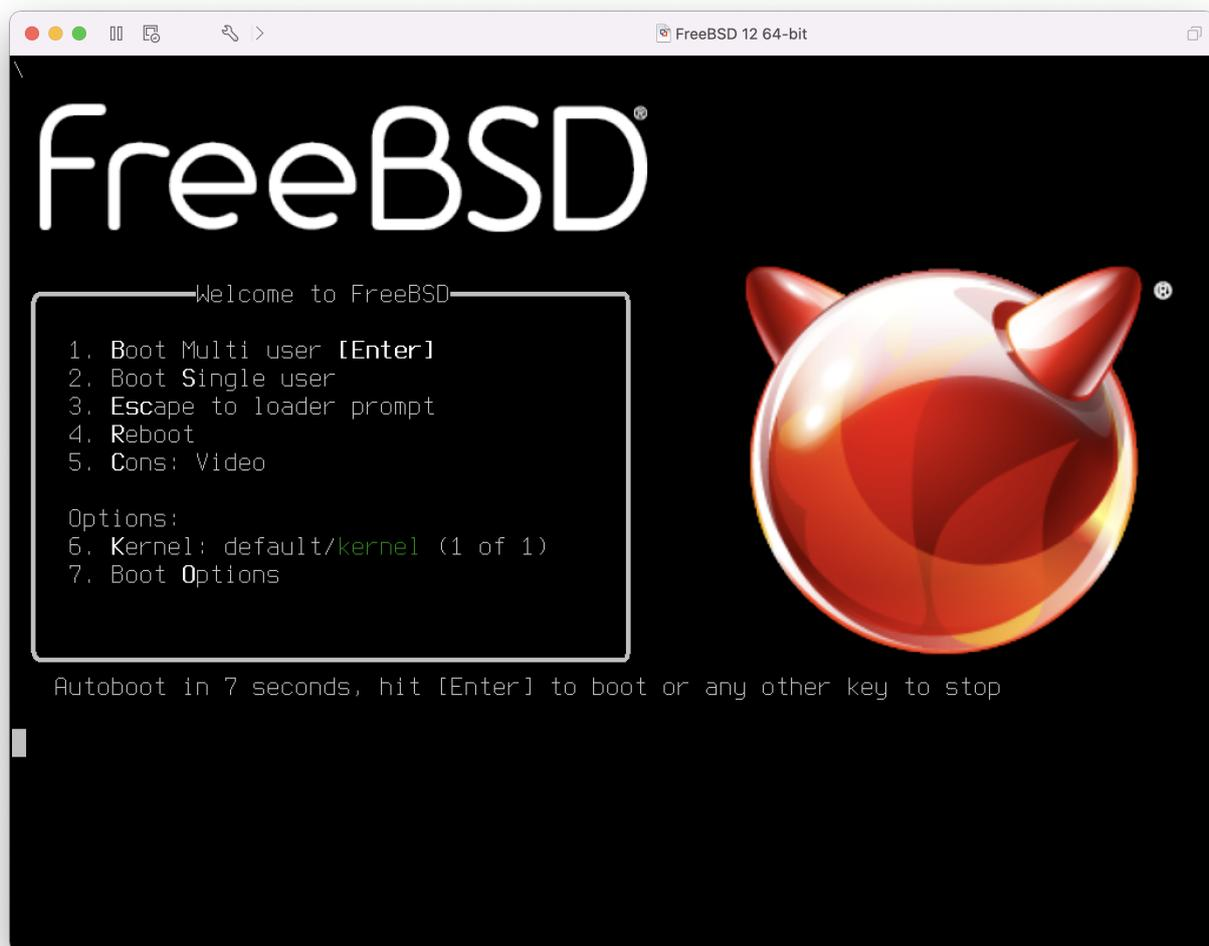 FreeBSD 12 64-bit
\
FreeBSD®
Welcome to FreeBSD
1. Boot Multi user [Enter]
2. Boot Single user
3. Escape to loader prompt
4. Reboot
5. Cons: Video
Options:
6. Kernel: default/kernel (1 of 1)
7. Boot Options
®
Autoboot in 7 seconds, hit [Enter] to boot or any other key to stop